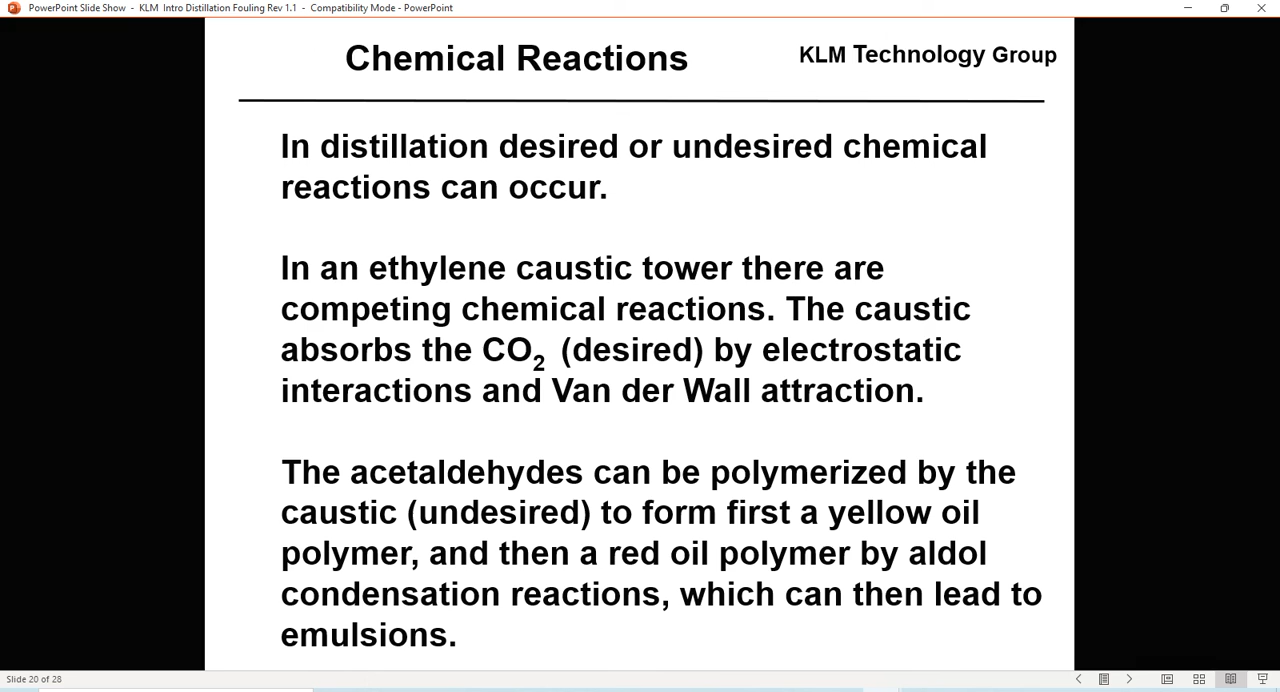 PowerPoint Slide Show - KLM Intro Distillation Fouling Rev 1.1 - Compatibility Mode - PowerPoint
Chemical Reactions
KLM Technology Group
In distillation desired or undesired chemical
reactions can occur.
In an ethylene caustic tower there are
competing chemical reactions. The caustic
absorbs the CO2 (desired) by electrostatic
interactions and Van der Wall attraction.
The acetaldehydes can be polymerized by the
caustic (undesired) to form first a yellow oil
polymer, and then a red oil polymer by aldol
condensation reactions, which can then lead to
emulsions.
Slide 20 of 28